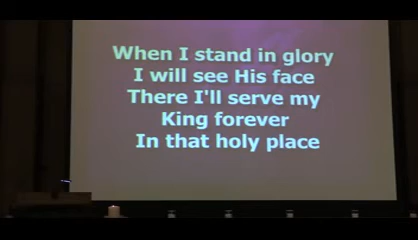 When I stand in glory
I will see His face
There I'll serve my
King forever
In that holy place